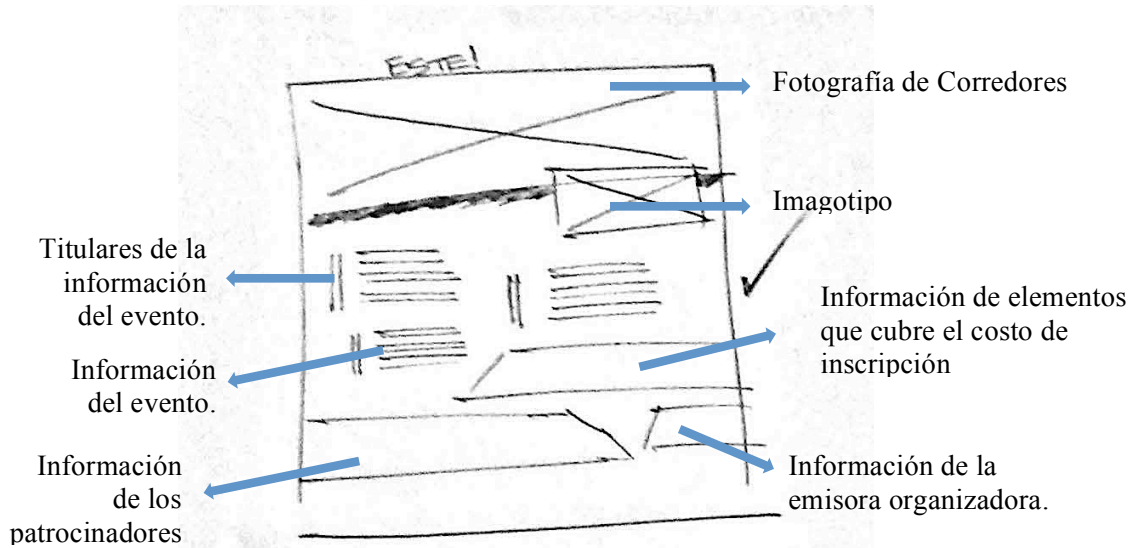 ESTE!
Fotografía de Corredores
Imagotipo
Titulares de la
información
del evento.
Información de elementos
que cubre el costo de
inscripción
Información
del evento.
Información
de los
patrocinadores
Información de la
emisora organizadora.